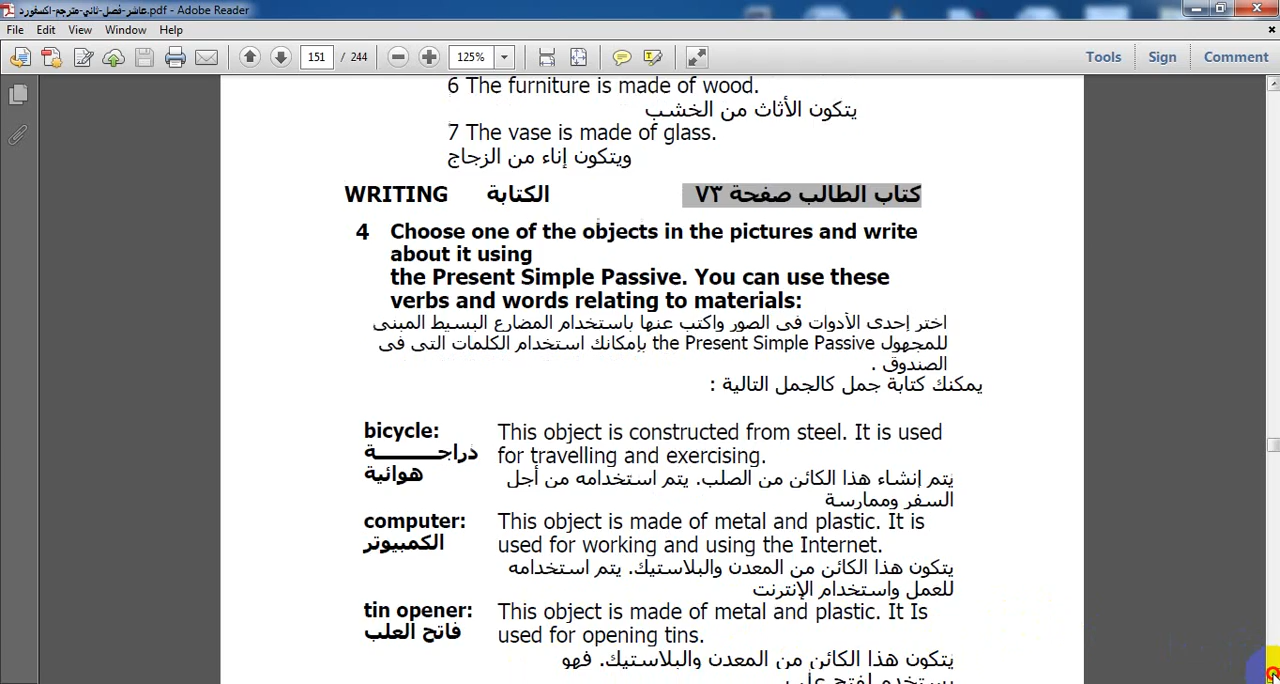 عاشر-فصل-ثاني-مترجم-اكسفورد.pdf - Adobe Reader
File Edit View Window Help
151 / 244 125% Tools Sign Comment
6 The furniture is made of wood.
يتكون الأثاث من الخشب
7 The vase is made of glass.
ويتكون إناء من الزجاج
WRITING الكتابة كتاب الطالب صفحة ٧٣
4 Choose one of the objects in the pictures and write
about it using
the Present Simple Passive. You can use these
verbs and words relating to materials:
اختر إحدى الأدوات فى الصور واكتب عنها باستخدام المضارع البسيط المبنى
للمجهول the Present Simple Passive بإمكانك استخدام الكلمات التى فى
الصندوق .
يمكنك كتابة جمل كالجمل التالية :
bicycle: This object is constructed from steel. It is used
دراجـــــــــة for travelling and exercising.
هوائية يتم إنشاء هذا الكائن من الصلب. يتم استخدامه من أجل
السفر وممارسة
computer: This object is made of metal and plastic. It is
الكمبيوتر used for working and using the Internet.
يتكون هذا الكائن من المعدن والبلاستيك. يتم استخدامه
للعمل واستخدام الإنترنت
tin opener: This object is made of metal and plastic. It Is
فاتح العلب used for opening tins.
يتكون هذا الكائن من المعدن والبلاستيك. فهو
يستخدم لفتح علب